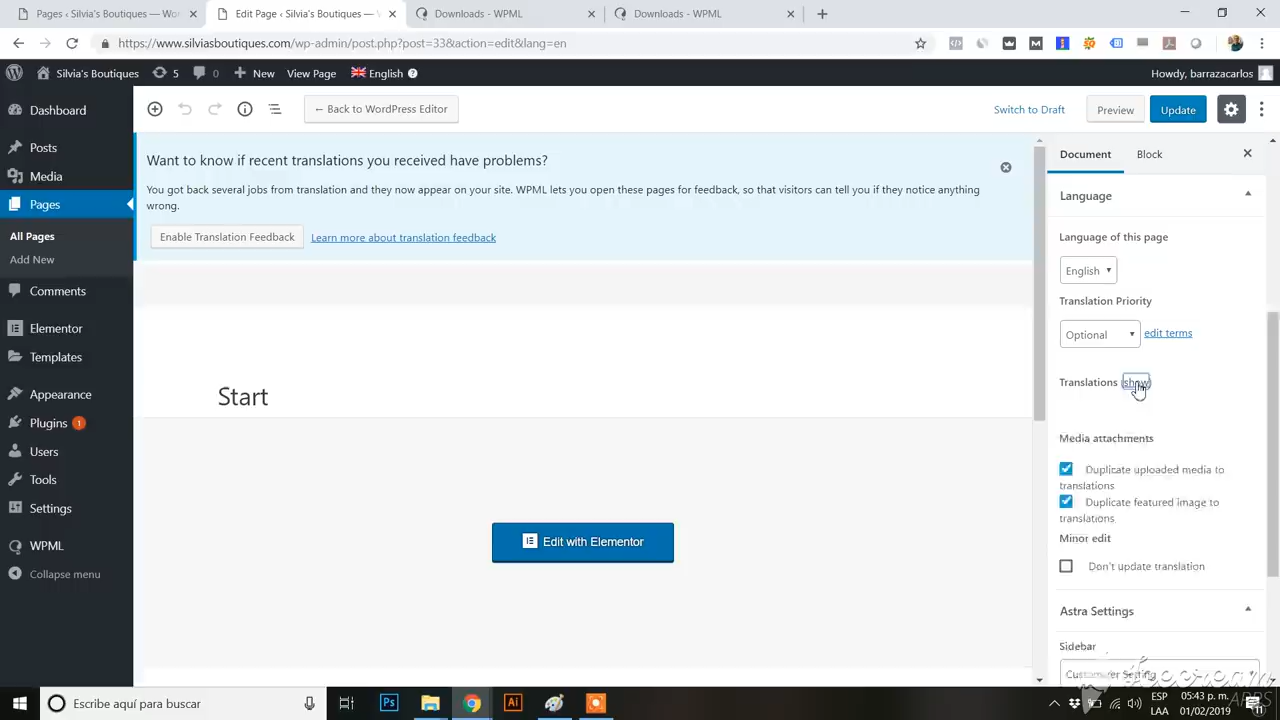 Pages ‹ Silvia's Boutiques — Wor
Edit Page ‹ Silvia's Boutiques — W
Downloads - WPML
Downloads - WPML
https://www.silviasboutiques.com/wp-admin/post.php?post=33&action=edit&lang=en
Silvia's Boutiques
5
0
New
View Page
English
Howdy, barrazacarlos
Dashboard
Posts
Media
Pages
All Pages
Add New
Comments
Elementor
Templates
Appearance
Plugins 1
Users
Tools
Settings
WPML
Collapse menu
← Back to WordPress Editor
Switch to Draft
Preview
Update
Want to know if recent translations you received have problems?
You got back several jobs from translation and they now appear on your site. WPML lets you open these pages for feedback, so that visitors can tell you if they notice anything
wrong.
Enable Translation Feedback
Learn more about translation feedback
Start
Edit with Elementor
Document
Block
Language
Language of this page
English
Translation Priority
Optional
edit terms
Translations (show)
Media attachments
Duplicate uploaded media to
translations
Duplicate featured image to
translations
Minor edit
Don't update translation
Astra Settings
Sidebar
Customizer Setting
Icecream
APPS
Escribe aquí para buscar
Ps
Ai
ESP
LAA
05:43 p. m.
01/02/2019
11